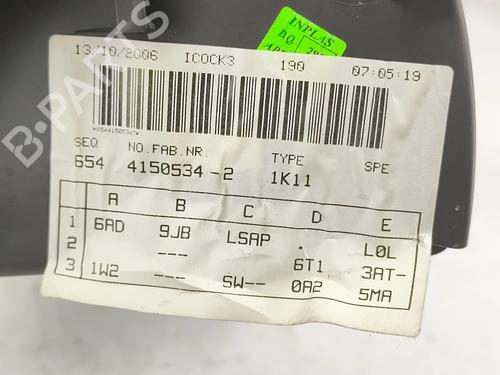 INPLAS
D.Q
13/10/2006 ICOCK3 190 07:05:19
*6544150534*
SEQ NO.FAB.NR. TYPE SPE
654 4150534-2 1K11
A B C D E
1 6AD 9JB LSAP . L0L
2 --- 6T1 3AT-
3 1W2 --- SW-- 0A2 5MA
B-PARTS